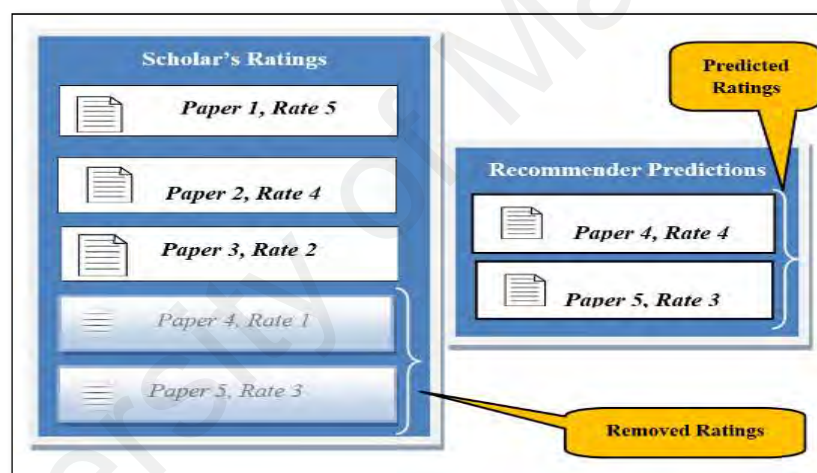 Scholar's Ratings
Paper 1, Rate 5
Paper 2, Rate 4
Paper 3, Rate 2
Paper 4, Rate 1
Paper 5, Rate 3
Predicted
Ratings
Recommender Predictions
Paper 4, Rate 4
Paper 5, Rate 3
Removed Ratings